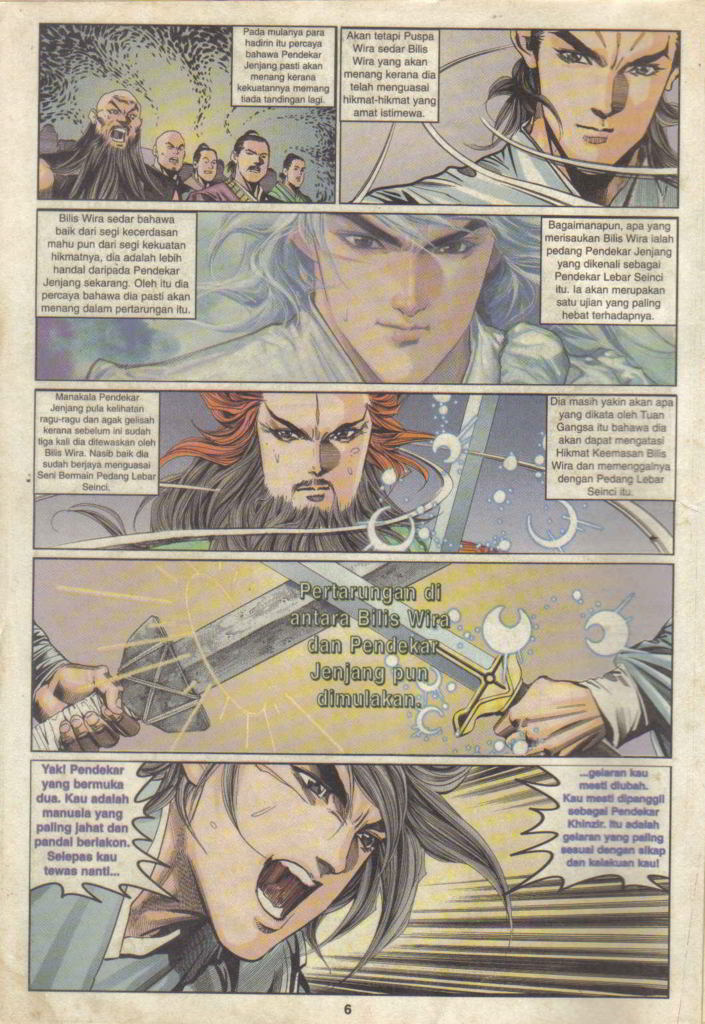 Pada mulanya para
hadirin itu percaya
bahawa Pendekar
Jenjang pasti akan
menang kerana
kekuatannya memang
tiada tandingan lagi.
Akan tetapi Puspa
Wira sedar Bilis
Wira yang akan
menang kerana dia
telah menguasai
hikmat-hikmat yang
amat istimewa.
Bilis Wira sedar bahawa
baik dari segi kecerdasan
mahu pun dari segi kekuatan
hikmatnya, dia adalah lebih
handal daripada Pendekar
Jenjang sekarang. Oleh itu dia
percaya bahawa dia pasti akan
menang dalam pertarungan itu.
Bagaimanapun, apa yang
merisaukan Bilis Wira ialah
pedang Pendekar Jenjang
yang dikenali sebagai
Pendekar Lebar Seinci
itu. Ia akan merupakan
satu ujian yang paling
hebat terhadapnya.
Manakala Pendekar
Jenjang pula kelihatan
ragu-ragu dan agak gelisah
kerana sebelum ini sudah
tiga kali dia ditewaskan oleh
Bilis Wira. Nasib baik dia
sudah berjaya menguasai
Seni Bermain Pedang Lebar
Seinci.
Dia masih yakin akan apa
yang dikata oleh Tuan
Gangsa itu bahawa dia
akan dapat mengatasi
Hikmat Keemasan Bilis
Wira dan memenggalnya
dengan Pedang Lebar
Seinci itu.
Pertarungan di
antara Bilis Wira
dan Pendekar
Jenjang pun
dimulakan.
Yak! Pendekar
yang bermuka
dua. Kau adalah
manusia yang
paling jahat dan
pandai berlakon.
Selepas kau
tewas nanti...
...gelaran kau
mesti diubah.
Kau mesti dipanggil
sebagai Pendekar
Khinzir. Itu adalah
gelaran yang paling
sesuai dengan sikap
dan kelakuan kau!
6